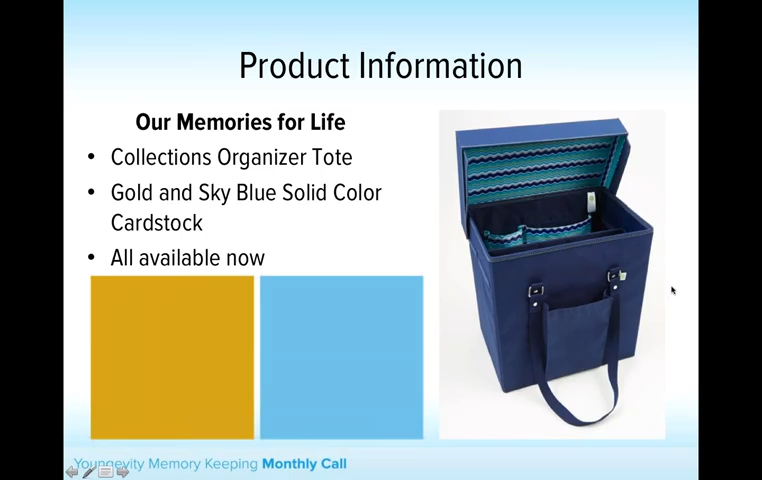 Product Information
Our Memories for Life
• Collections Organizer Tote
• Gold and Sky Blue Solid Color
Cardstock
• All available now
Youngevity Memory Keeping Monthly Call